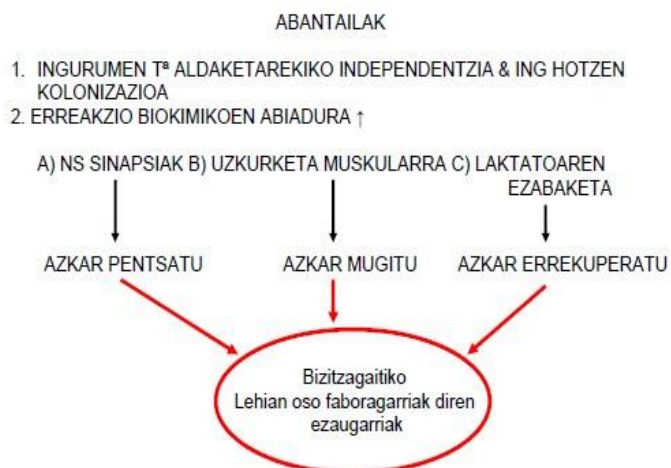 ABANTAILAK
1. INGURUMEN Tª ALDAKETAREKIKO INDEPENDENTZIA & ING HOTZEN
KOLONIZAZIOA
2. ERREAKZIO BIOKIMIKOEN ABIADURA ↑
A) NS SINAPSIAK B) UZKURKETA MUSKULARRA C) LAKTATOAREN
EZABAKETA
AZKAR PENTSATU AZKAR MUGITU AZKAR ERREKUPERATU
Bizitzagaitiko
Lehian oso faboragarriak diren
ezaugarriak